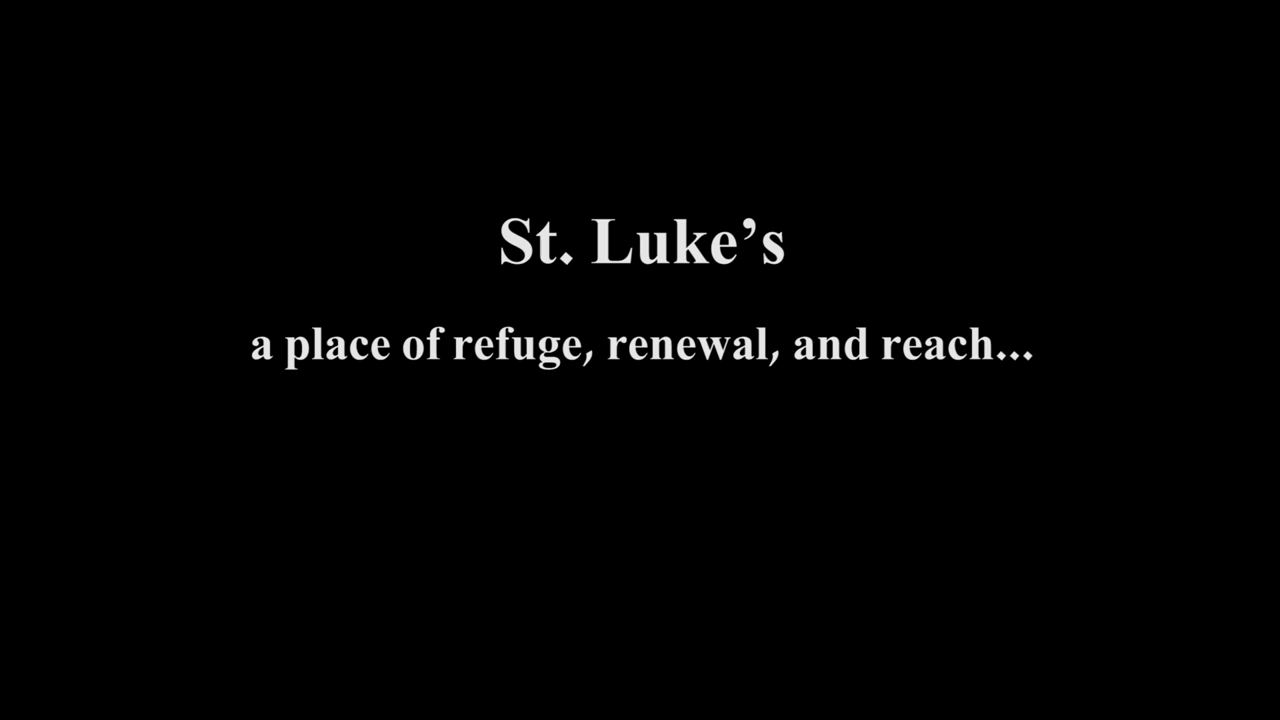 St. Luke’s
a place of refuge, renewal, and reach...